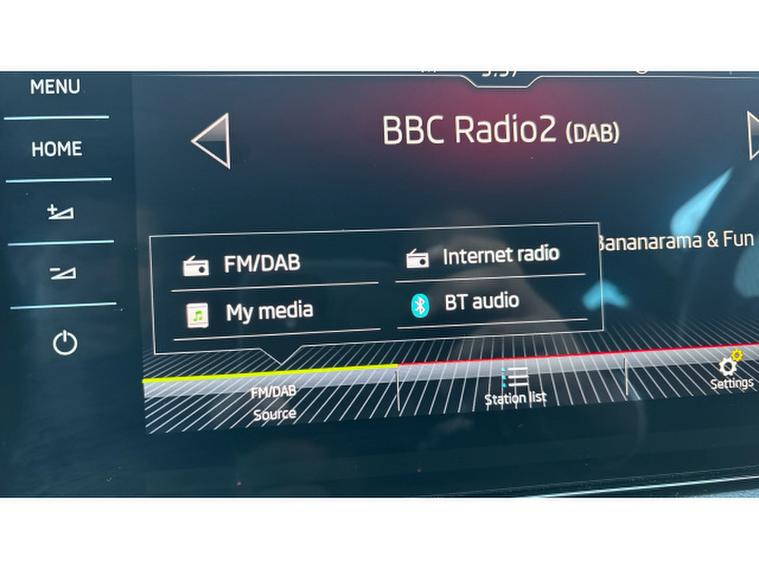 MENU
BBC Radio2 (DAB)
HOME
Bananarama & Fun
FM/DAB
Internet radio
My media
BT audio
FM/DAB
Source
Station list
Settings